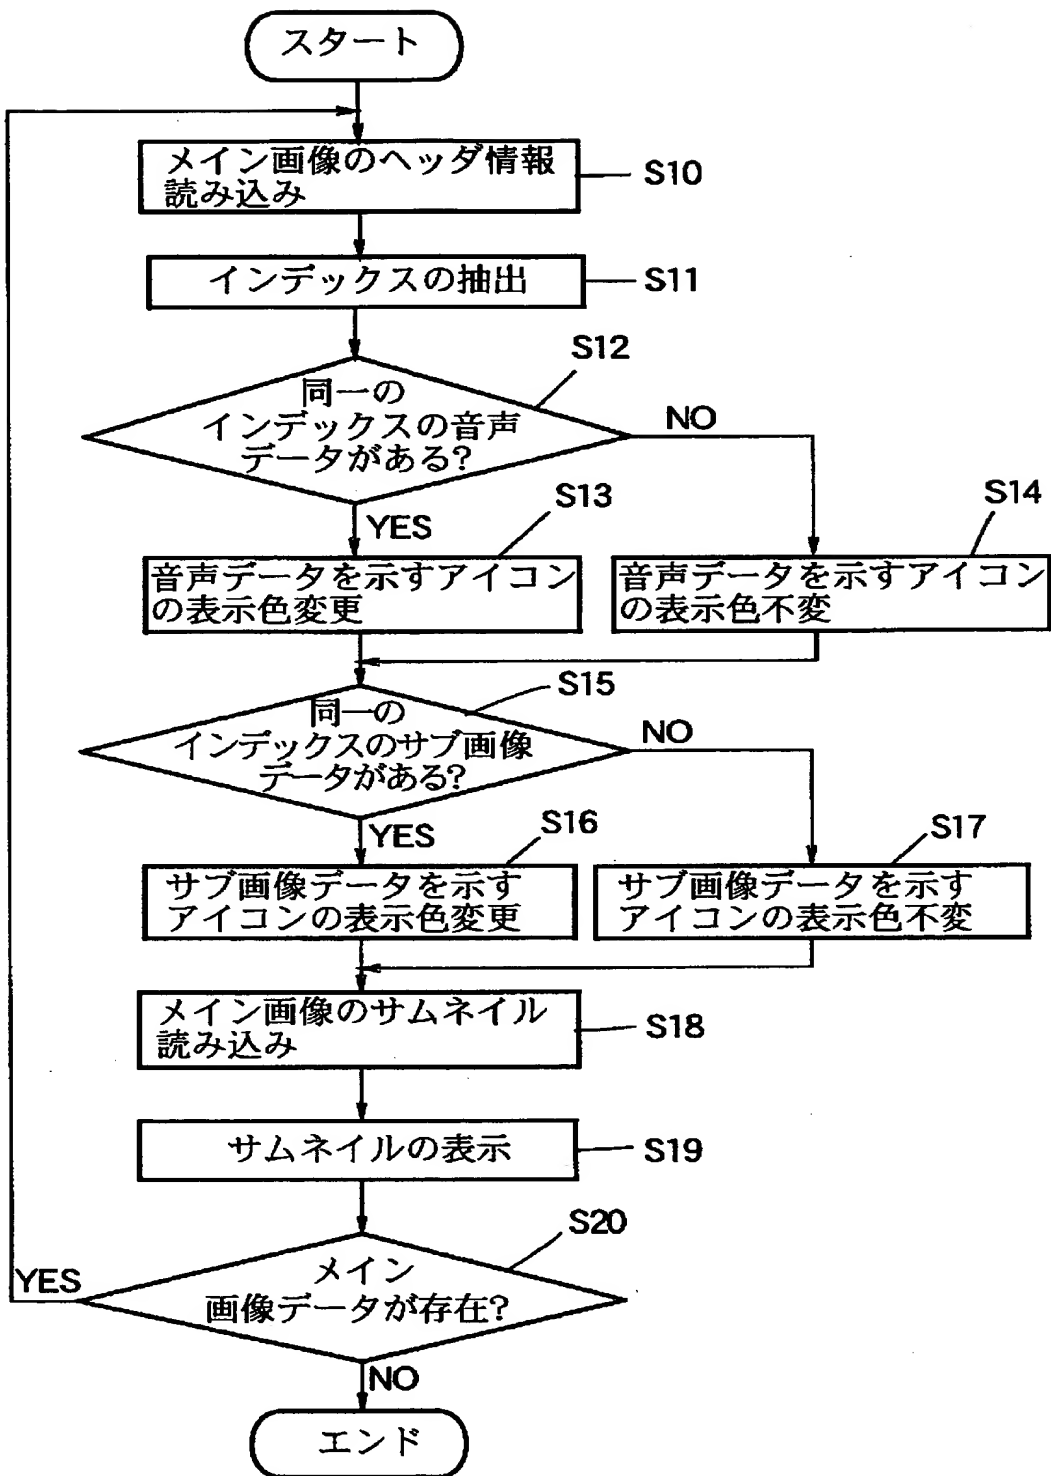 スタート
メイン画像のヘッダ情報
読み込み
S10
インデックスの抽出
S11
S12
同一の
インデックスの音声
データがある?
NO
YES
S13
S14
音声データを示すアイコン
の表示色変更
音声データを示すアイコン
の表示色不変
S15
同一の
インデックスのサブ画像
データがある?
NO
YES
S16
S17
サブ画像データを示す
アイコンの表示色変更
サブ画像データを示す
アイコンの表示色不変
メイン画像のサムネイル
読み込み
S18
サムネイルの表示
S19
S20
メイン
画像データが存在?
YES
NO
エンド